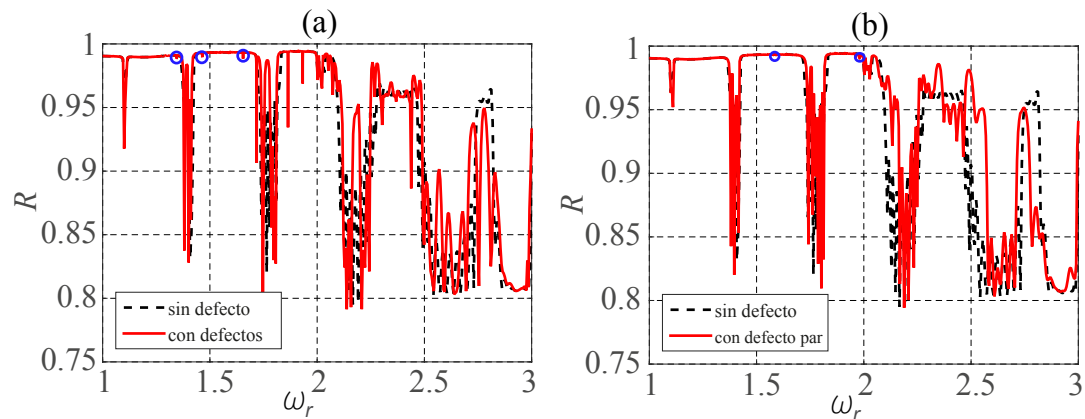 (a)
1
0.95
0.9
0.85
0.8
0.75
R
sin defecto
con defectos
1
1.5
2
2.5
3
ω_r
(b)
1
0.95
0.9
0.85
0.8
0.75
R
sin defecto
con defecto par
1
1.5
2
2.5
3
ω_r